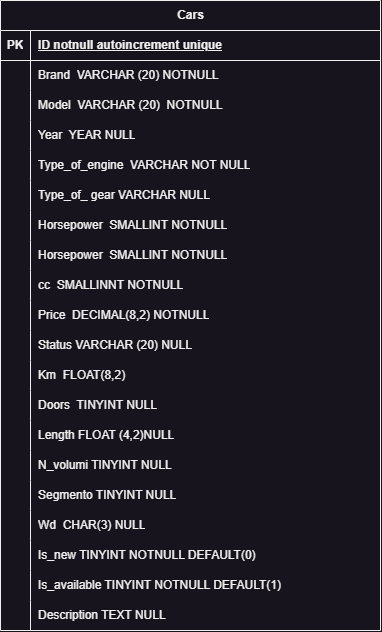 Cars
PK ID notnull autoincrement unique
Brand VARCHAR (20) NOTNULL
Model VARCHAR (20) NOTNULL
Year YEAR NULL
Type_of_engine VARCHAR NOT NULL
Type_of_ gear VARCHAR NULL
Horsepower SMALLINT NOTNULL
Horsepower SMALLINT NOTNULL
cc SMALLINNT NOTNULL
Price DECIMAL(8,2) NOTNULL
Status VARCHAR (20) NULL
Km FLOAT(8,2)
Doors TINYINT NULL
Length FLOAT (4,2)NULL
N_volumi TINYINT NULL
Segmento TINYINT NULL
Wd CHAR(3) NULL
Is_new TINYINT NOTNULL DEFAULT(0)
Is_available TINYINT NOTNULL DEFAULT(1)
Description TEXT NULL